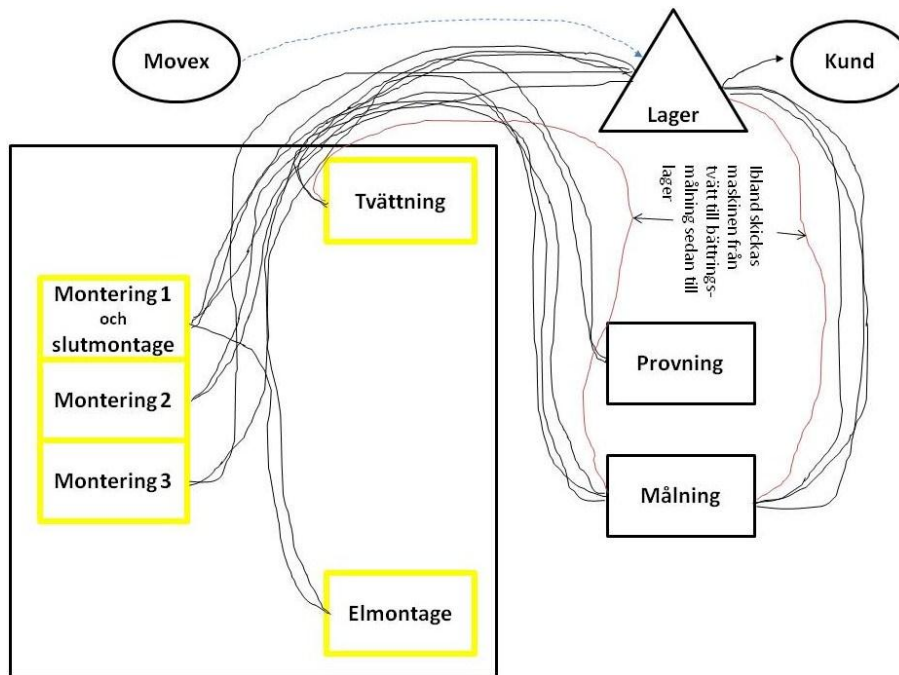 Movex
Lager
Kund
Tvättning
Ibland skickas
maskinen från
tvätt till bättrings-
målning sedan till
lager
Montering 1
och
slutmontage
Montering 2
Montering 3
Provning
Målning
Elmontage